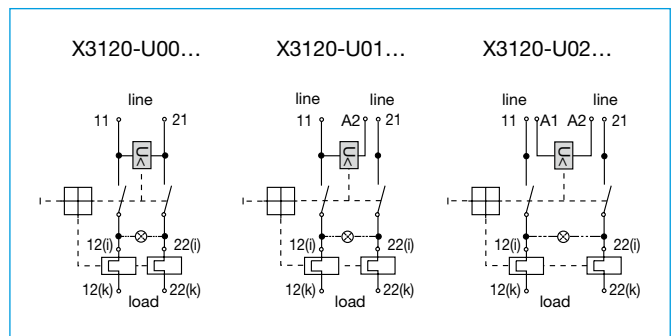 X3120-U00... X3120-U01... X3120-U02...
line line line line line
11 21 11 A2 21 11 A1 A2 21
U< U< U<
12(i) 22(i) 12(i) 22(i) 12(i) 22(i)
12(k) 22(k) 12(k) 22(k) 12(k) 22(k)
load load load